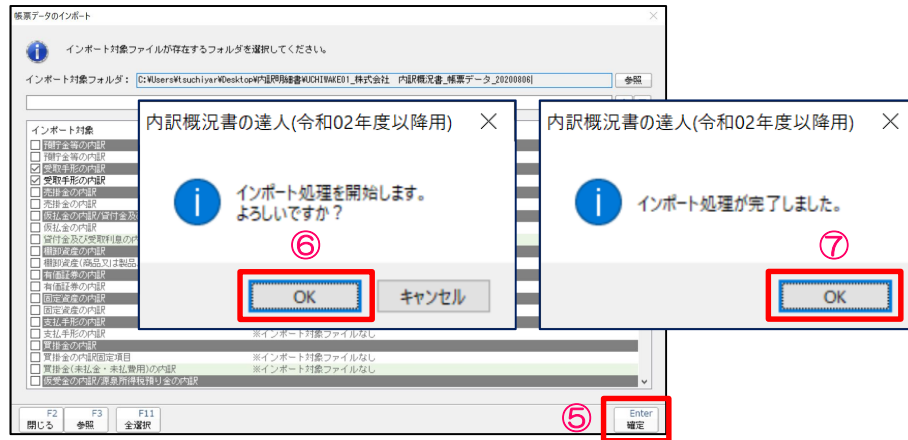 帳票データのインポート
インポート対象ファイルが存在するフォルダを選択してください。
インポート対象フォルダ： C:¥Users¥tsuchiyar¥Desktop¥内訳明細書¥UCHIWAKE01_株式会社　内訳概況書_帳票データ_20200806
参照
インポート対象
預貯金等の内訳
預貯金等の内訳
受取手形の内訳
受取手形の内訳
売掛金の内訳
売掛金の内訳
仮払金の内訳/貸付金及
仮払金の内訳
貸付金及び受取利息の内
棚卸資産の内訳
棚卸資産(商品又は製品
有価証券の内訳
有価証券の内訳
固定資産の内訳
固定資産の内訳
支払手形の内訳
支払手形の内訳 ※インポート対象ファイルなし
買掛金の内訳
買掛金の内訳固定項目 ※インポート対象ファイルなし
買掛金(未払金・未払費用)の内訳 ※インポート対象ファイルなし
仮受金の内訳/源泉所得税預り金の内訳
内訳概況書の達人(令和02年度以降用)
インポート処理を開始します。
よろしいですか？
⑥
OK キャンセル
内訳概況書の達人(令和02年度以降用)
インポート処理が完了しました。
⑦
OK
F2 F3 F11
閉じる 参照 全選択
⑤
Enter
確定